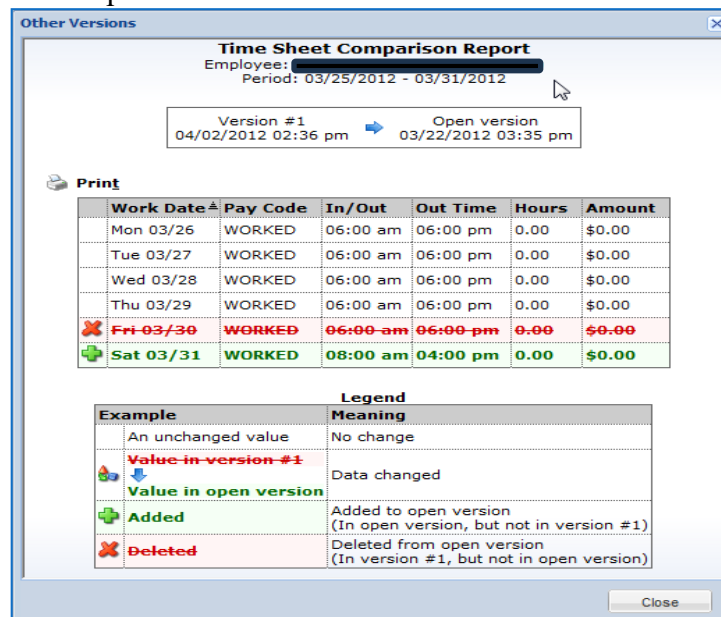 Other Versions
Time Sheet Comparison Report
Employee:
Period: 03/25/2012 - 03/31/2012
Version #1 Open version
04/02/2012 02:36 pm 03/22/2012 03:35 pm
Print
Work Date Pay Code In/Out Out Time Hours Amount
Mon 03/26 WORKED 06:00 am 06:00 pm 0.00 $0.00
Tue 03/27 WORKED 06:00 am 06:00 pm 0.00 $0.00
Wed 03/28 WORKED 06:00 am 06:00 pm 0.00 $0.00
Thu 03/29 WORKED 06:00 am 06:00 pm 0.00 $0.00
Fri 03/30 WORKED 06:00 am 06:00 pm 0.00 $0.00
Sat 03/31 WORKED 08:00 am 04:00 pm 0.00 $0.00
Legend
Example Meaning
An unchanged value No change
Value in version #1
Value in open version Data changed
Added Added to open version
(In open version, but not in version #1)
Deleted Deleted from open version
(In version #1, but not in open version)
Close